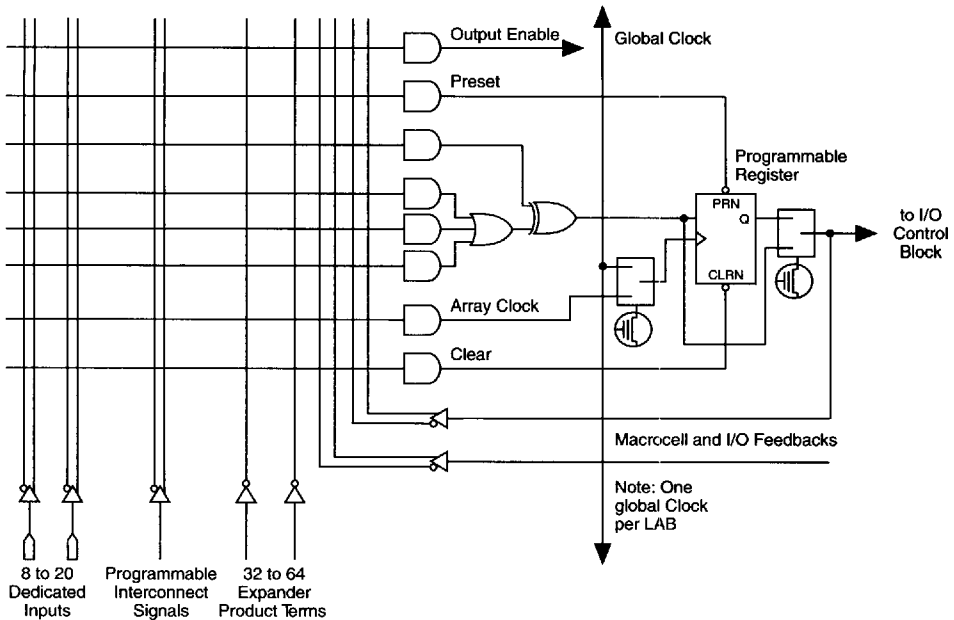 Output Enable
Global Clock
Preset
Programmable
Register
PRN
Q
to I/O
Control
Block
CLRN
Array Clock
Clear
Macrocell and I/O Feedbacks
Note: One
global Clock
per LAB
8 to 20
Dedicated
Inputs
Programmable
Interconnect
Signals
32 to 64
Expander
Product Terms